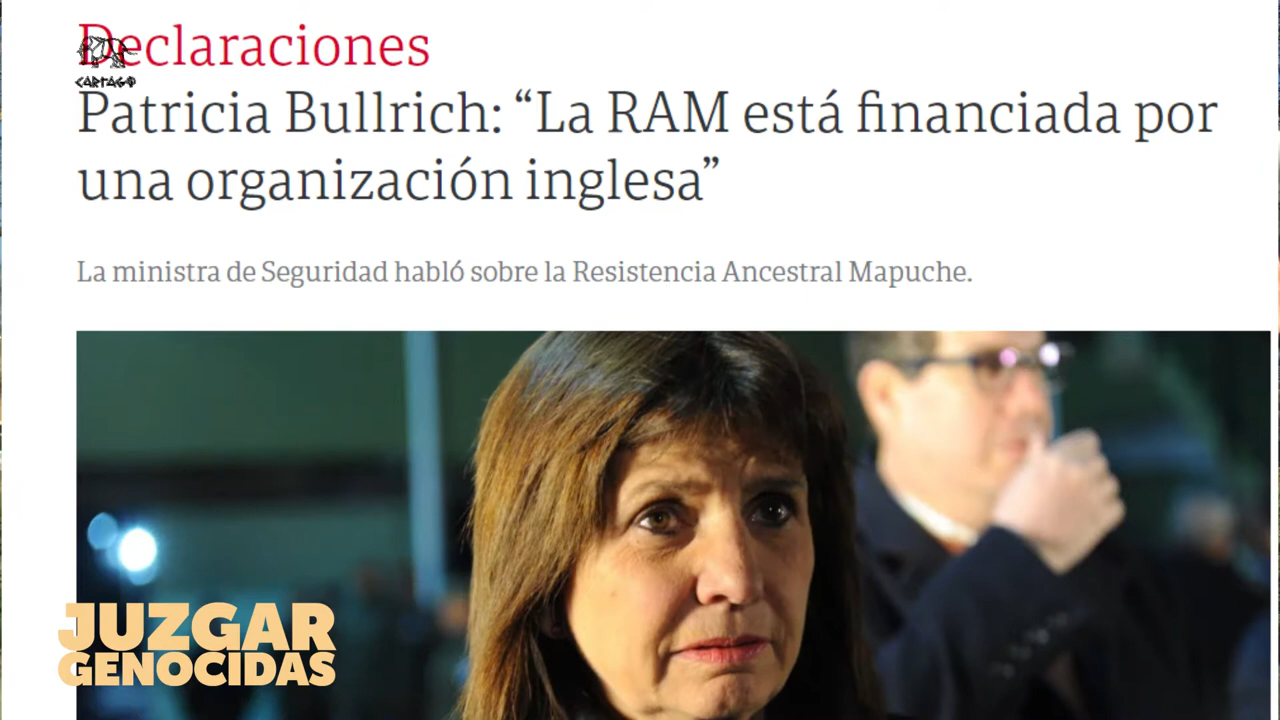 Declaraciones
CARTAGO
Patricia Bullrich: “La RAM está financiada por
una organización inglesa”
La ministra de Seguridad habló sobre la Resistencia Ancestral Mapuche.
JUZGAR
GENOCIDAS